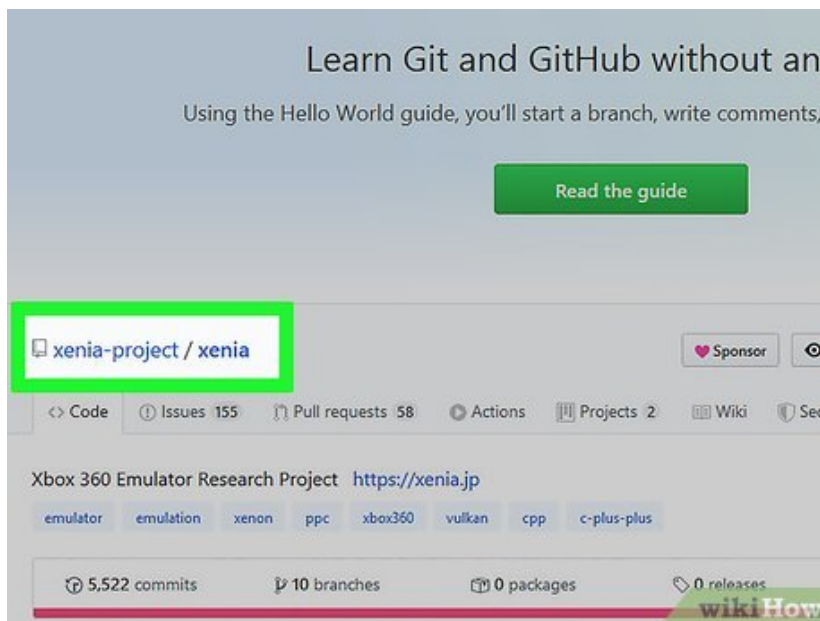 Learn Git and GitHub without an
Using the Hello World guide, you'll start a branch, write comments,
Read the guide
xenia-project / xenia
Sponsor
Code Issues 155 Pull requests 58 Actions Projects 2 Wiki Sec
Xbox 360 Emulator Research Project https://xenia.jp
emulator emulation xenon ppc xbox360 vulkan cpp c-plus-plus
5,522 commits 10 branches 0 packages 0 releases
wikiHow